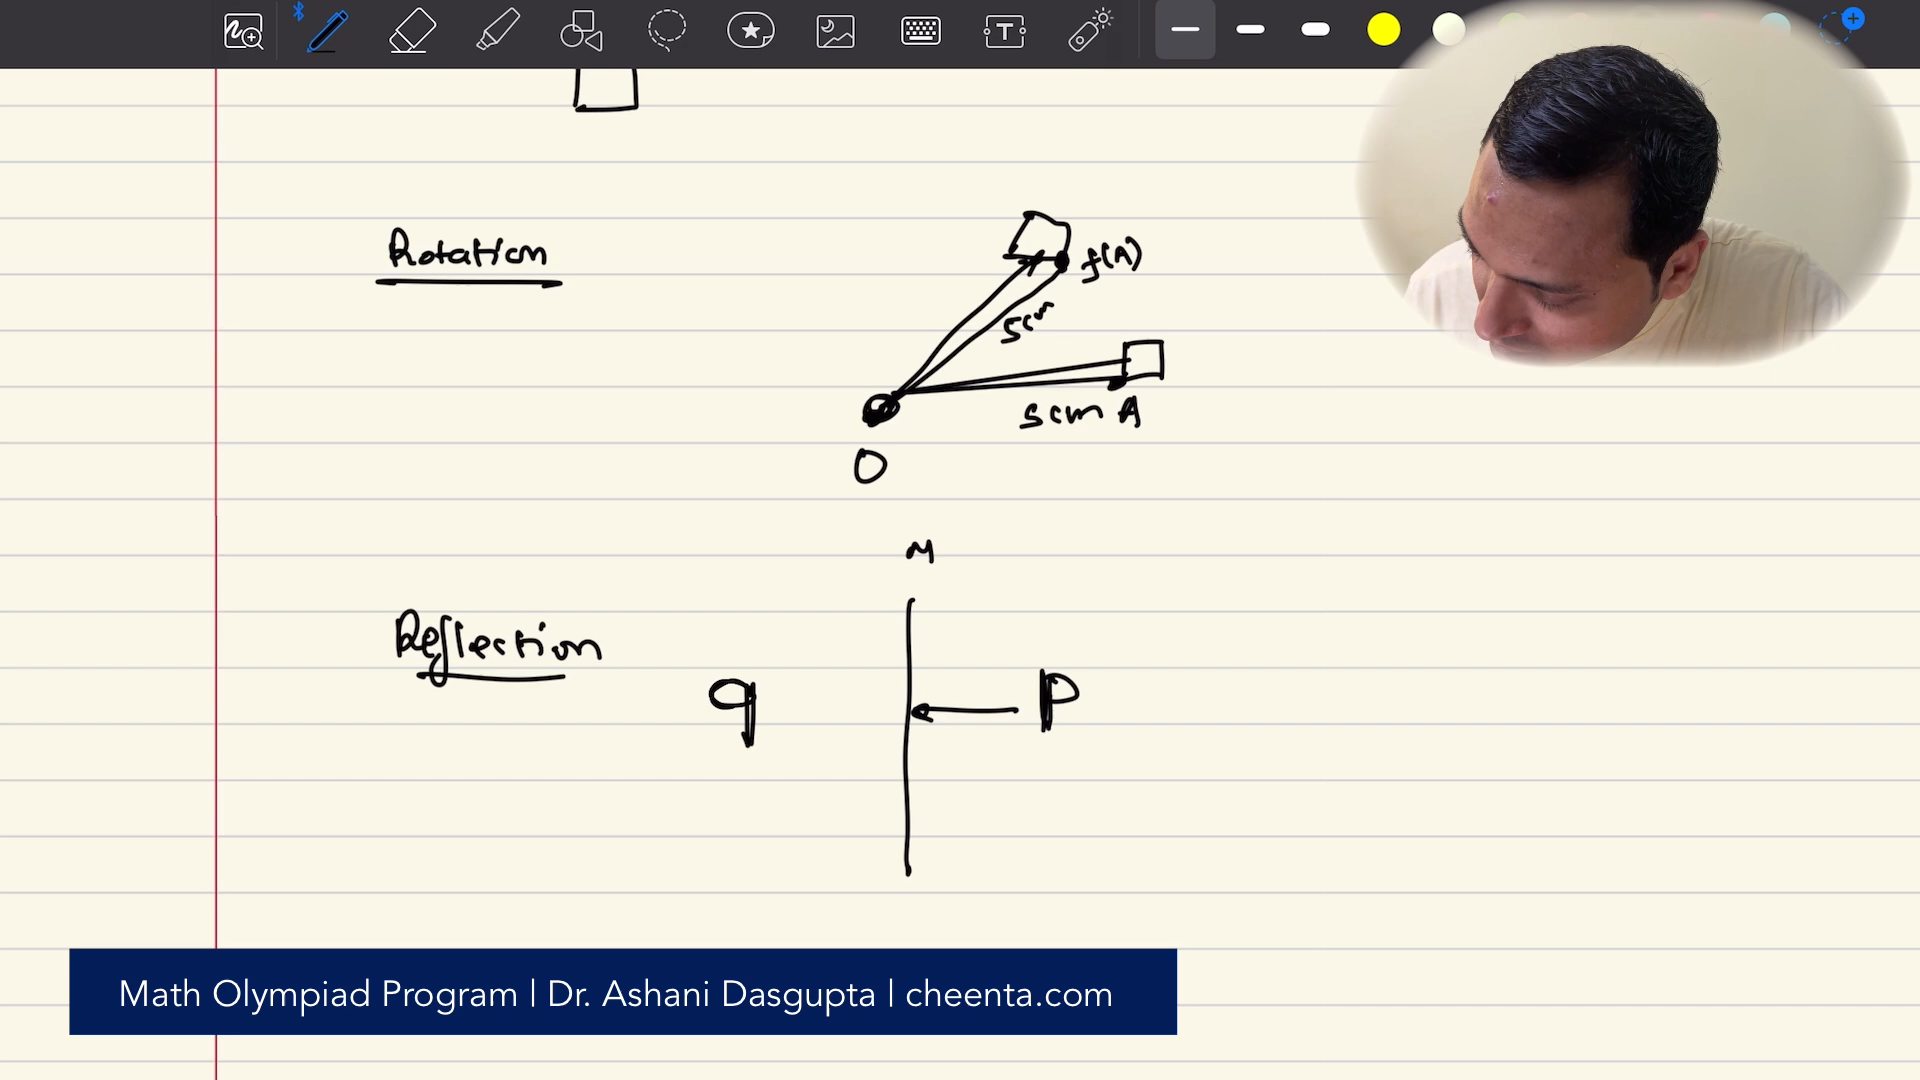 Rotation
f(A)
5cm
5cm A
O
M
Reflection
q
P
Math Olympiad Program | Dr. Ashani Dasgupta | cheenta.com